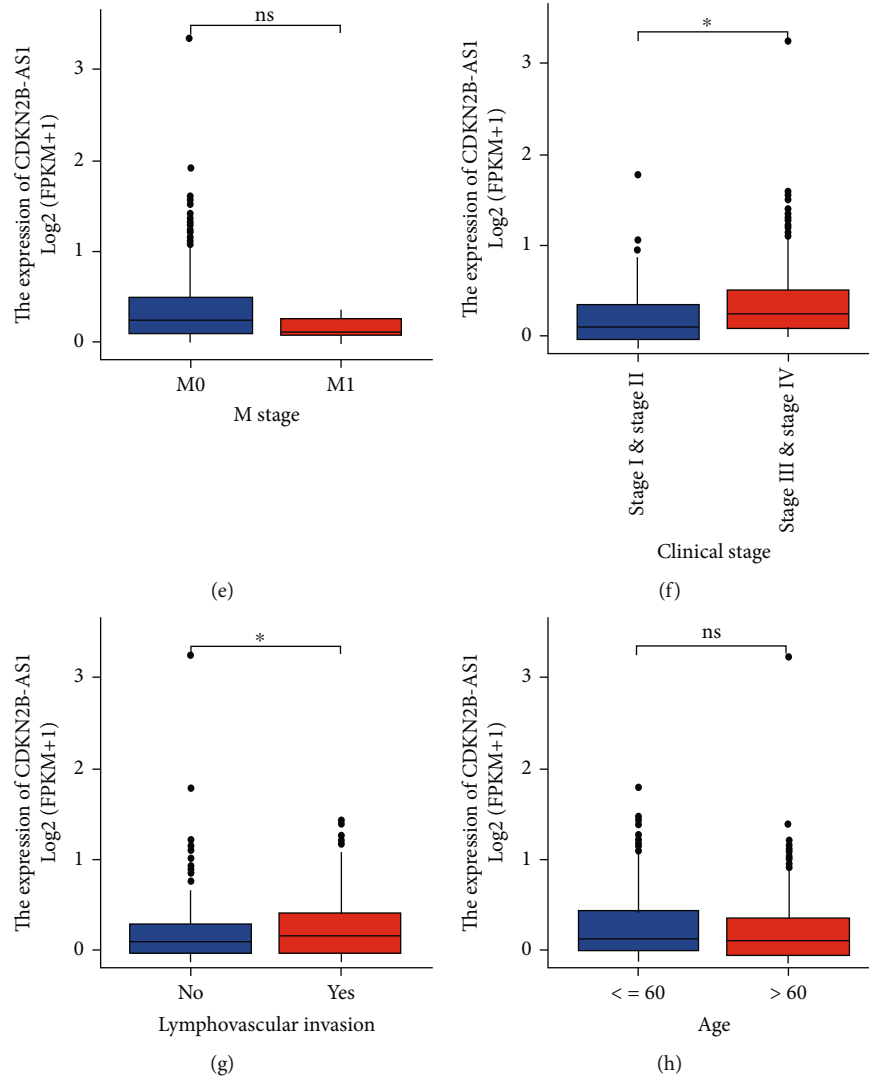 The expression of CDKN2B-AS1
Log2 (FPKM+1)
3
2
1
0
ns
M0
M1
M stage
(e)
The expression of CDKN2B-AS1
Log2 (FPKM+1)
3
2
1
0
*
Stage I & stage II
Stage III & stage IV
Clinical stage
(f)
The expression of CDKN2B-AS1
Log2 (FPKM+1)
3
2
1
0
*
No
Yes
Lymphovascular invasion
(g)
The expression of CDKN2B-AS1
Log2 (FPKM+1)
3
2
1
0
ns
< = 60
> 60
Age
(h)